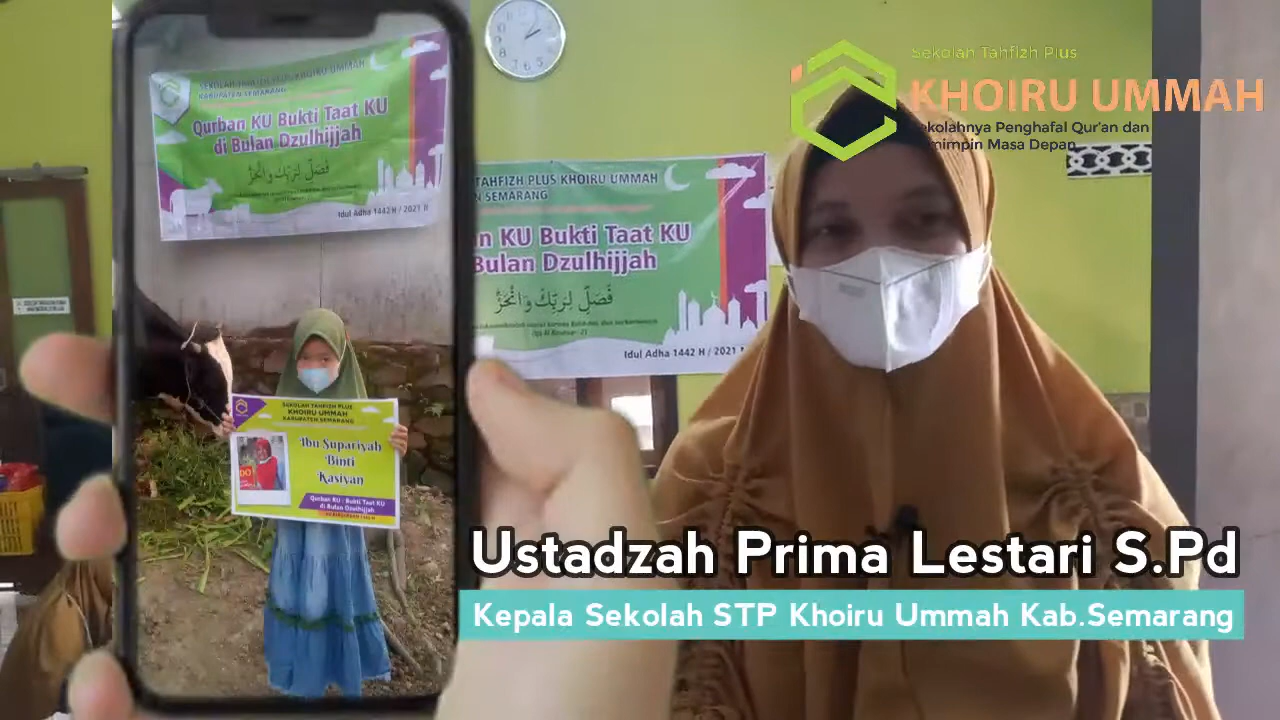 SEKOLAH TAHFIZH PLUS KHOIRU UMMAH
KABUPATEN SEMARANG
Qurban KU Bukti Taat KU
di Bulan Dzulhijjah
فَصَلِّ لِرَبِّكَ وَانْحَرْ
Idul Adha 1442 H / 2021 M
SEKOLAH TAHFIZH PLUS
KHOIRU UMMAH
KABUPATEN SEMARANG
Ibu Supariyah
Binti
Kasiyan
Qurban KU - Bukti Taat KU
di Bulan Dzulhijjah
TAHFIZH PLUS KHOIRU UMMAH
N SEMARANG
n KU Bukti Taat KU
Bulan Dzulhijjah
فَصَلِّ لِرَبِّكَ وَانْحَرْ
Idul Adha 1442 H / 2021
Sekolah Tahfizh Plus
KHOIRU UMMAH
ekolahnya Penghafal Qur'an dan
mimpin Masa Depan
Ustadzah Prima Lestari S.Pd
Kepala Sekolah STP Khoiru Ummah Kab.Semarang